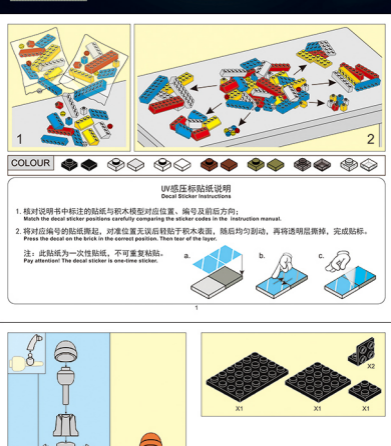 1
2
COLOUR
UV感压标贴纸说明
Decal Sticker Instructions
1. 核对说明书中标注的贴纸与积木模型对应位置、编号及前后方向;
Match the decal sticker positions carefully comparing the sticker codes in the instruction manual.
2. 将对应编号的贴纸撕起,对准位置无误后轻贴于积木表面,随后均匀刮动,再将透明层撕掉,完成贴标。
Press the decal on the brick in the correct position. Then tear of the layer.
注:此贴纸为一次性贴纸,不可重复粘贴。
Pay attention! The decal sticker is one-time sticker.
a.
b.
c.
1
X2
X1
X1
X1